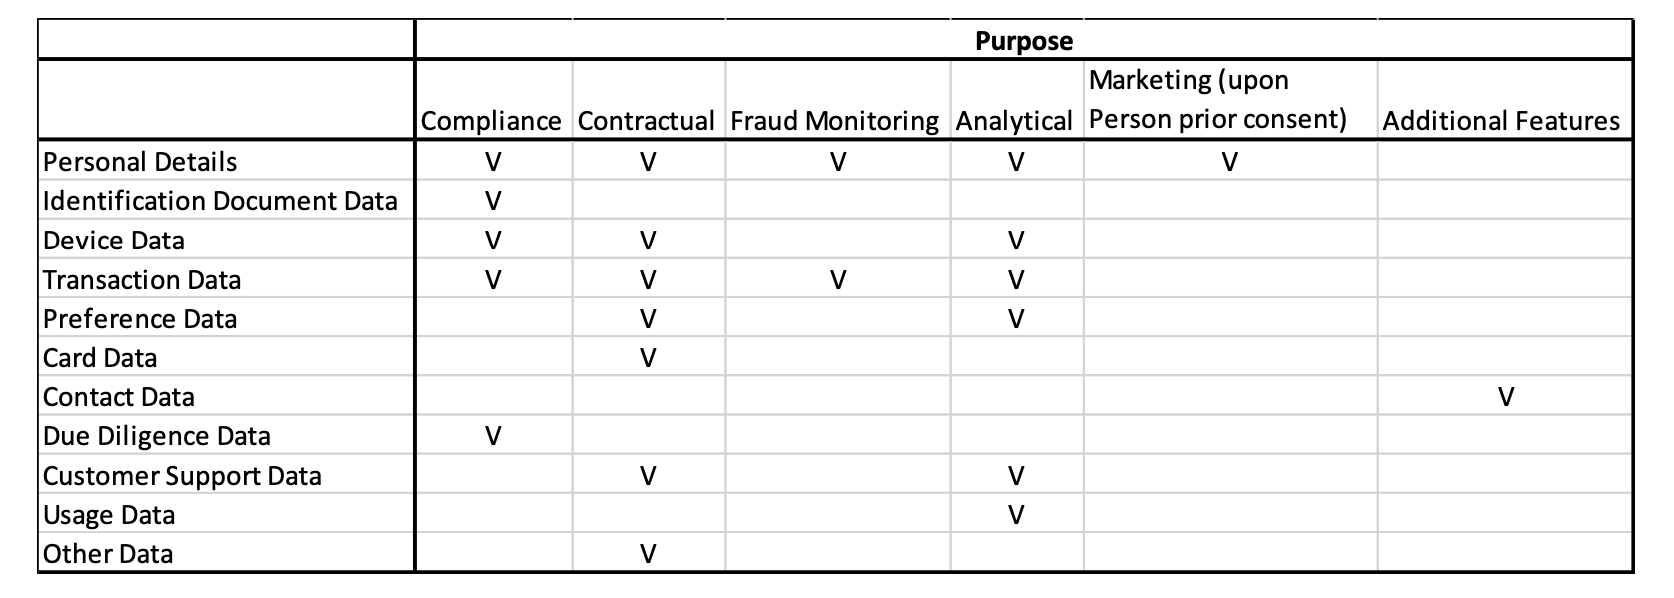 Purpose
Marketing (upon
Compliance Contractual Fraud Monitoring Analytical Person prior consent) Additional Features
Personal Details V V V V V
Identification Document Data V
Device Data V V V
Transaction Data V V V V
Preference Data V V
Card Data V
Contact Data V
Due Diligence Data V
Customer Support Data V V
Usage Data V
Other Data V